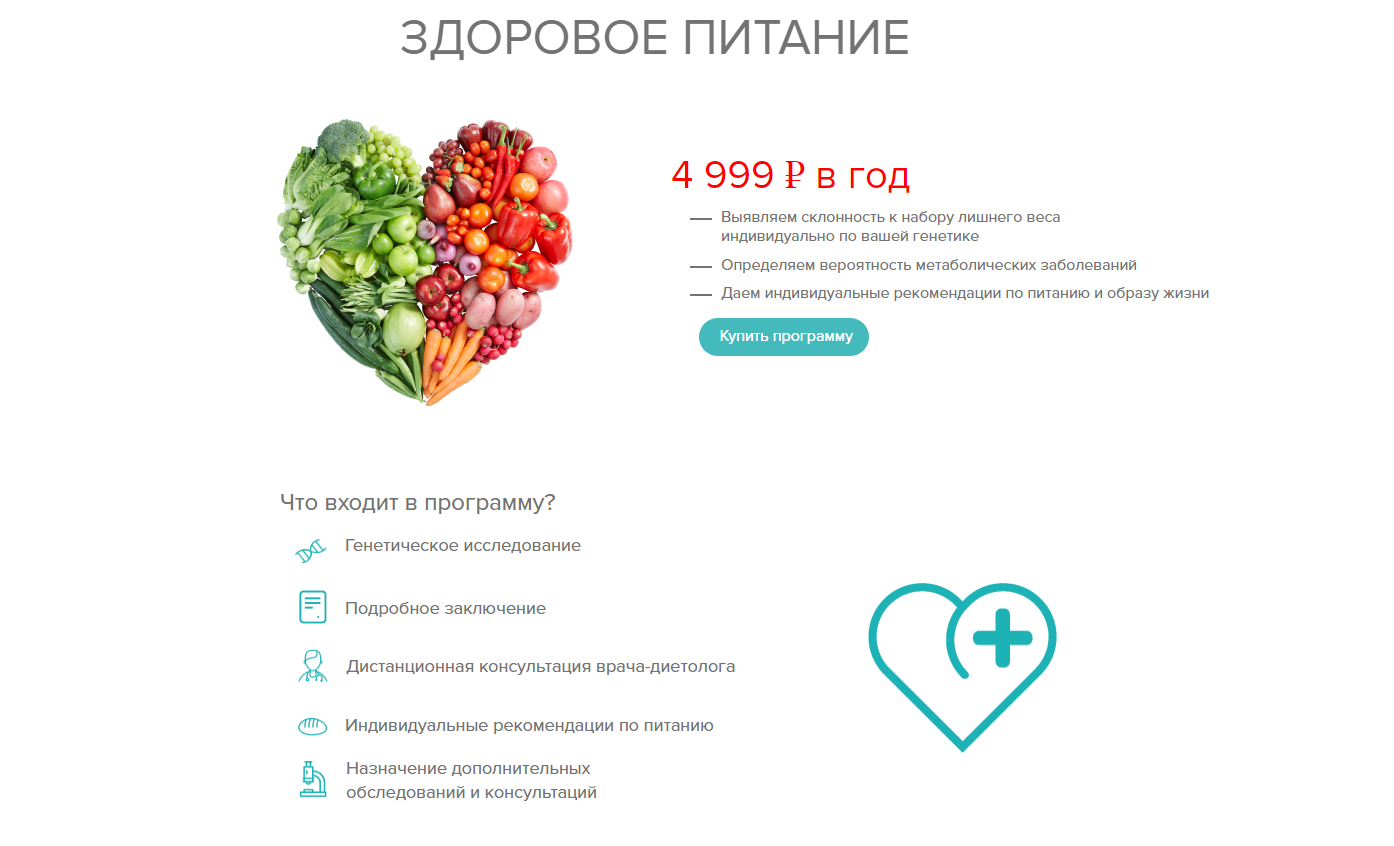 ЗДОРОВОЕ ПИТАНИЕ
4 999 ₽ в год
Выявляем склонность к набору лишнего веса
индивидуально по вашей генетике
Определяем вероятность метаболических заболеваний
Даем индивидуальные рекомендации по питанию и образу жизни
Купить программу
Что входит в программу?
Генетическое исследование
Подробное заключение
Дистанционная консультация врача-диетолога
Индивидуальные рекомендации по питанию
Назначение дополнительных
обследований и консультаций